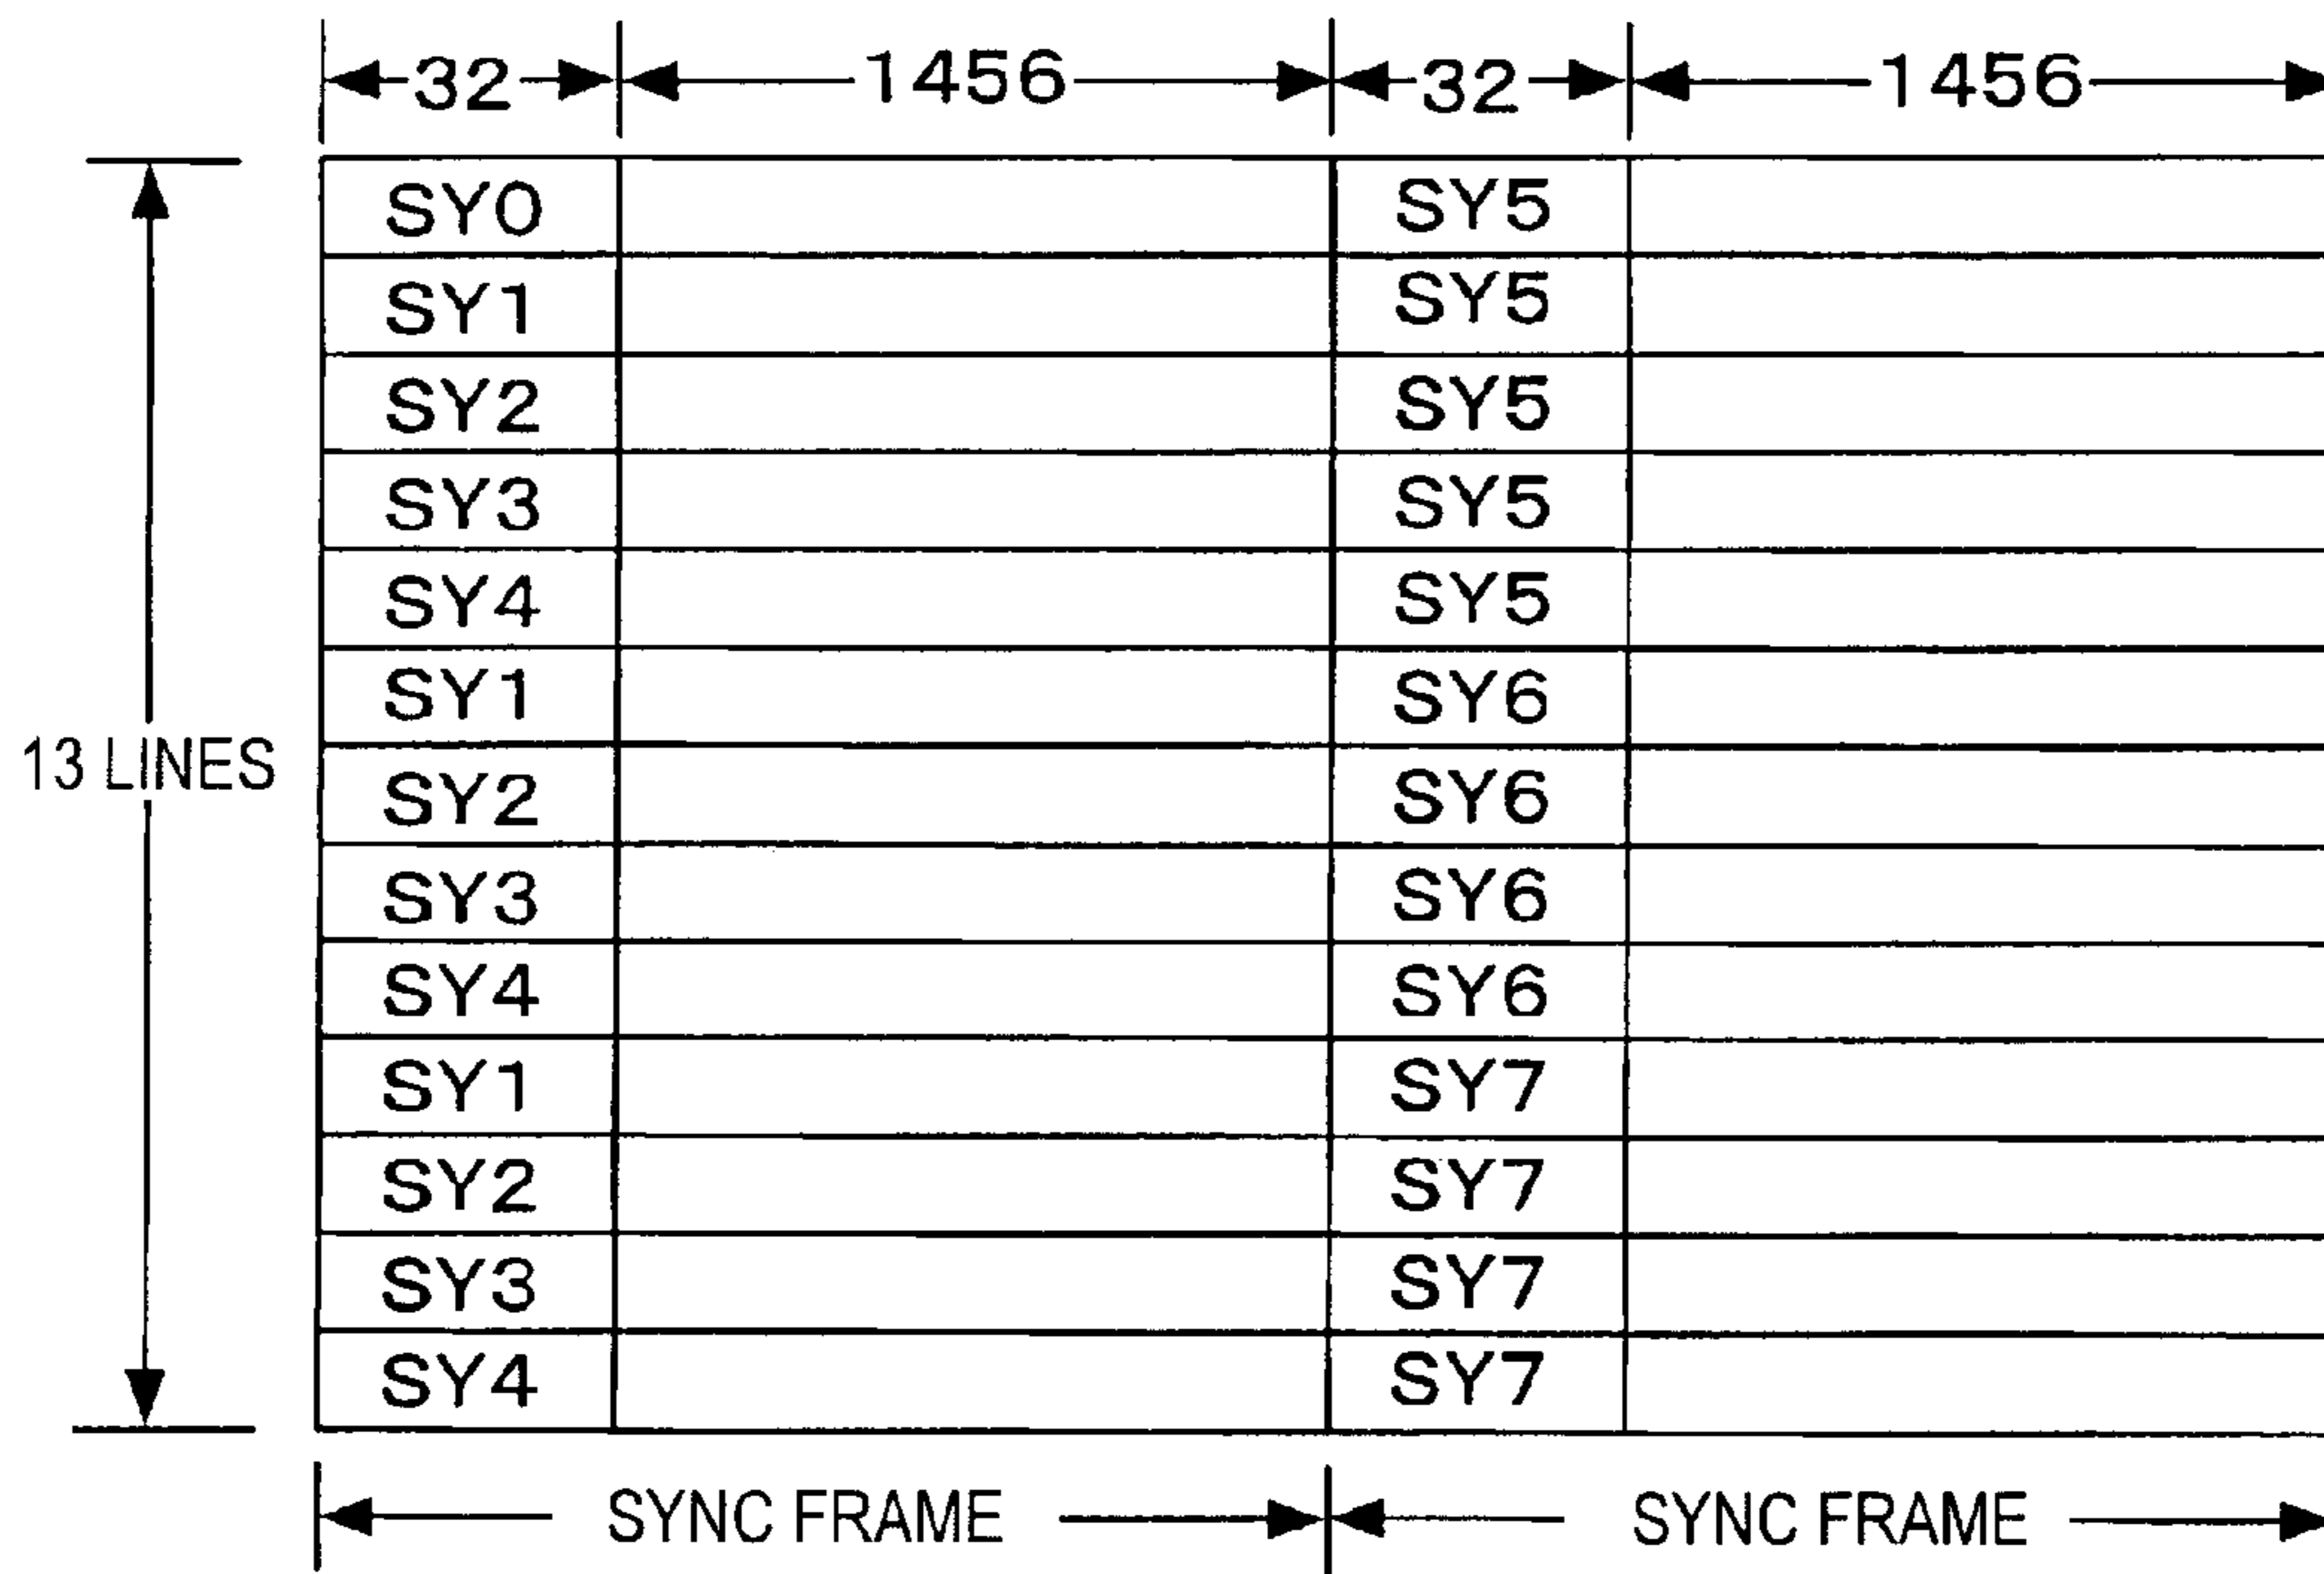 32 1456 32 1456
SY0 SY5
SY1 SY5
SY2 SY5
SY3 SY5
SY4 SY5
SY1 SY6
13 LINES
SY2 SY6
SY3 SY6
SY4 SY6
SY1 SY7
SY2 SY7
SY3 SY7
SY4 SY7
SYNC FRAME SYNC FRAME